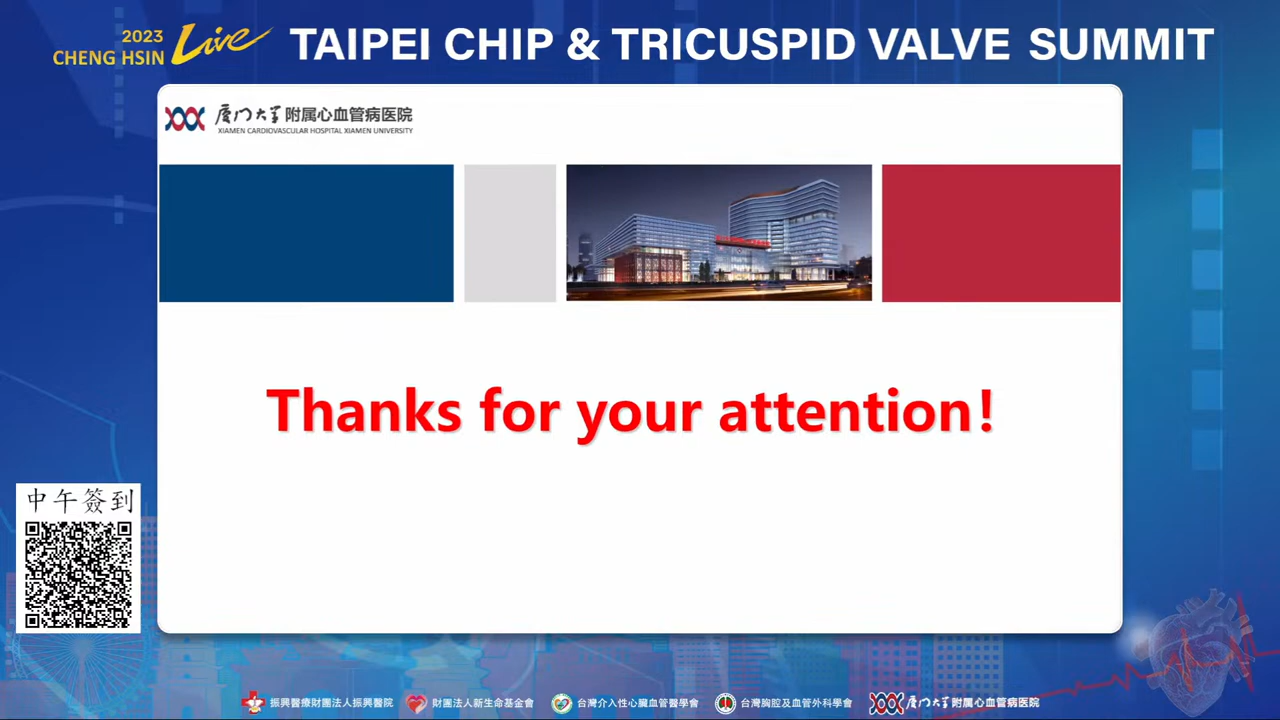 2023
CHENG HSIN Live
TAIPEI CHIP & TRICUSPID VALVE SUMMIT
厦门大学附属心血管病医院
XIAMEN CARDIOVASCULAR HOSPITAL XIAMEN UNIVERSITY
Thanks for your attention!
中午簽到
振興醫療財團法人振興醫院
財團法人新生命基金會
台灣介入性心臟血管醫學會
台灣胸腔及血管外科學會
厦门大学附属心血管病医院